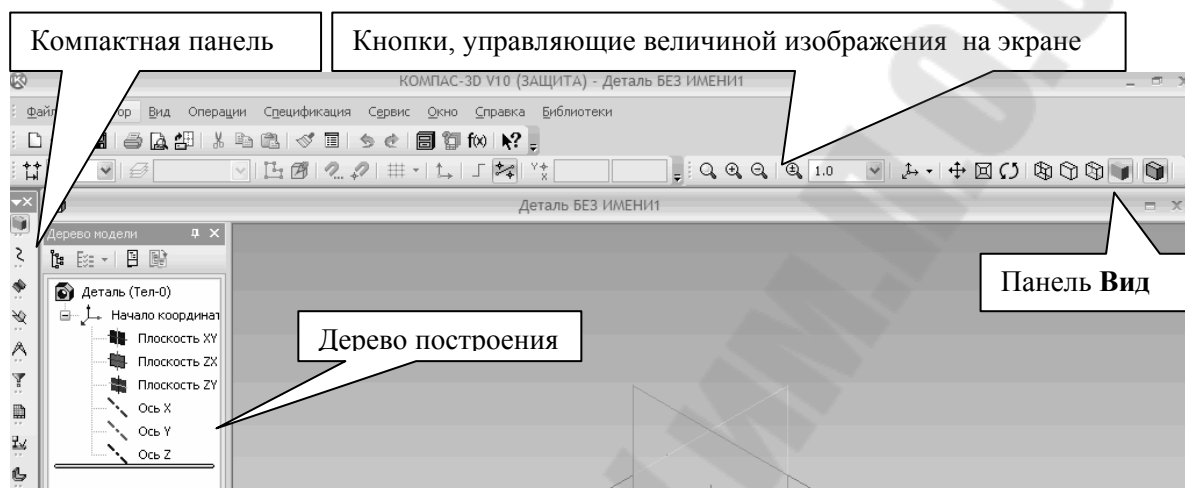 Компактная панель
Кнопки, управляющие величиной изображения на экране
КОМПАС-3D V10 (ЗАЩИТА) - Деталь БЕЗ ИМЕНИ1
Вид Операции Спецификация Сервис Окно Справка Библиотеки
f(x)
1.0
Деталь БЕЗ ИМЕНИ1
Дерево модели
Панель Вид
Деталь (Тел-0)
Начало координат
Плоскость XY
Дерево построения
Плоскость ZX
Плоскость ZY
Ось X
Ось Y
Ось Z